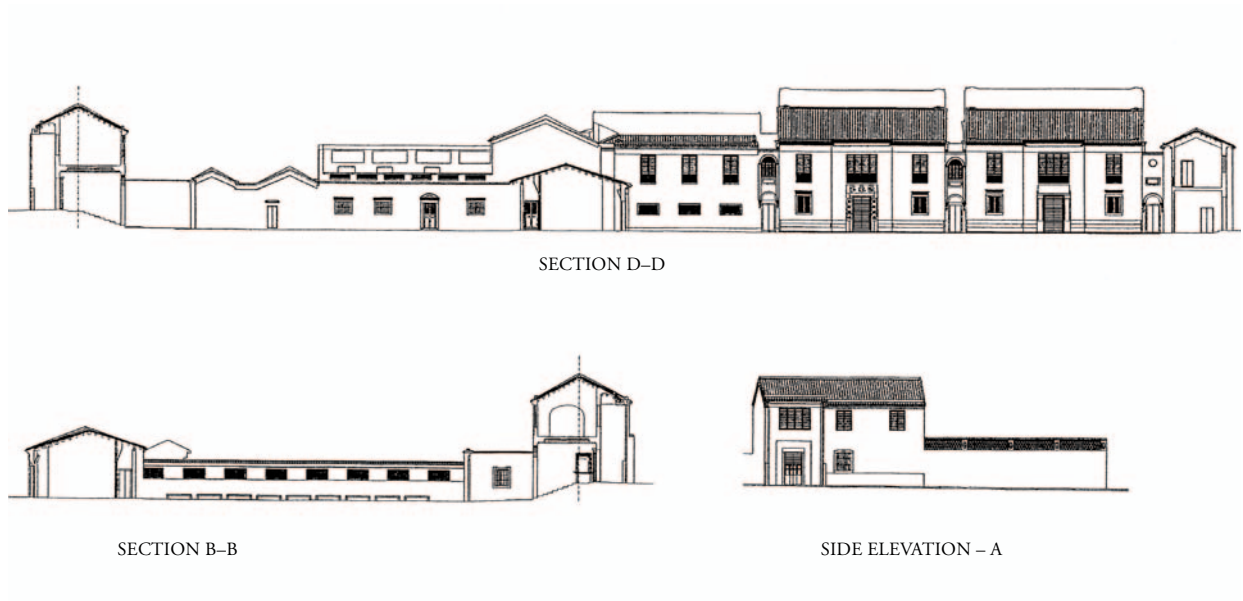 SECTION D–D
SECTION B–B
SIDE ELEVATION – A